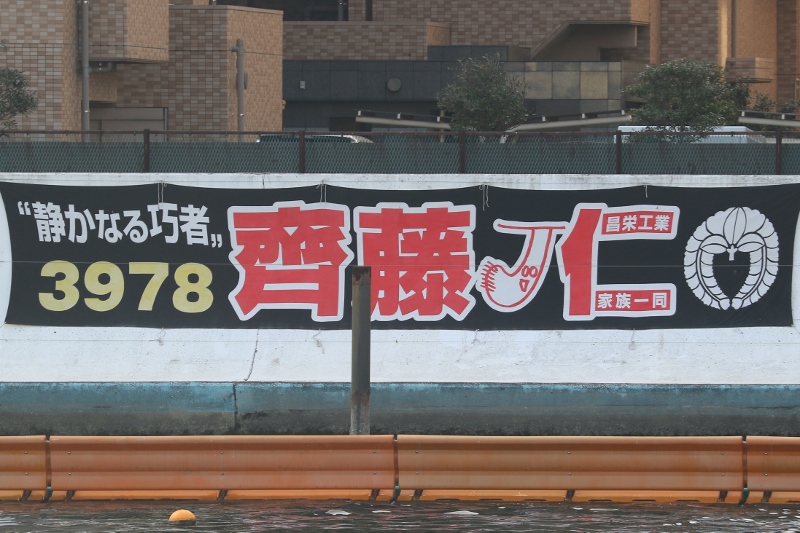 “静かなる巧者„
3978
齊藤仁
昌栄工業
家族一同